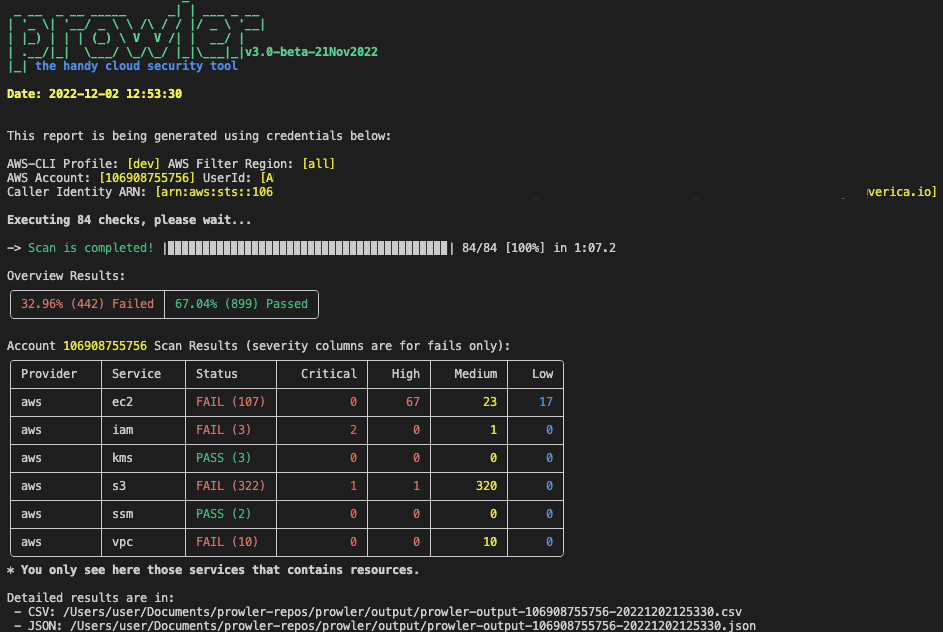 prowler v3.0-beta-21Nov2022
the handy cloud security tool
Date: 2022-12-02 12:53:30
This report is being generated using credentials below:
AWS-CLI Profile: [dev] AWS Filter Region: [all]
AWS Account: [106908755756] UserId: [A
Caller Identity ARN: [arn:aws:sts::106 verica.io]
Executing 84 checks, please wait...
-> Scan is completed! |████████████████████████████████████████| 84/84 [100%] in 1:07.2
Overview Results:
32.96% (442) Failed 67.04% (899) Passed
Account 106908755756 Scan Results (severity columns are for fails only):
Provider Service Status Critical High Medium Low
aws ec2 FAIL (107) 0 67 23 17
aws iam FAIL (3) 2 0 1 0
aws kms PASS (3) 0 0 0 0
aws s3 FAIL (322) 1 1 320 0
aws ssm PASS (2) 0 0 0 0
aws vpc FAIL (10) 0 0 10 0
* You only see here those services that contains resources.
Detailed results are in:
- CSV: /Users/user/Documents/prowler-repos/prowler/output/prowler-output-106908755756-20221202125330.csv
- JSON: /Users/user/Documents/prowler-repos/prowler/output/prowler-output-106908755756-20221202125330.json